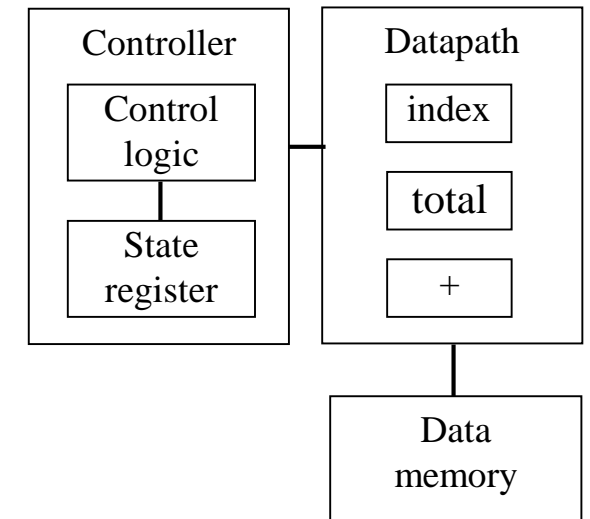 Controller
Control
logic
State
register
Datapath
index
total
+
Data
memory